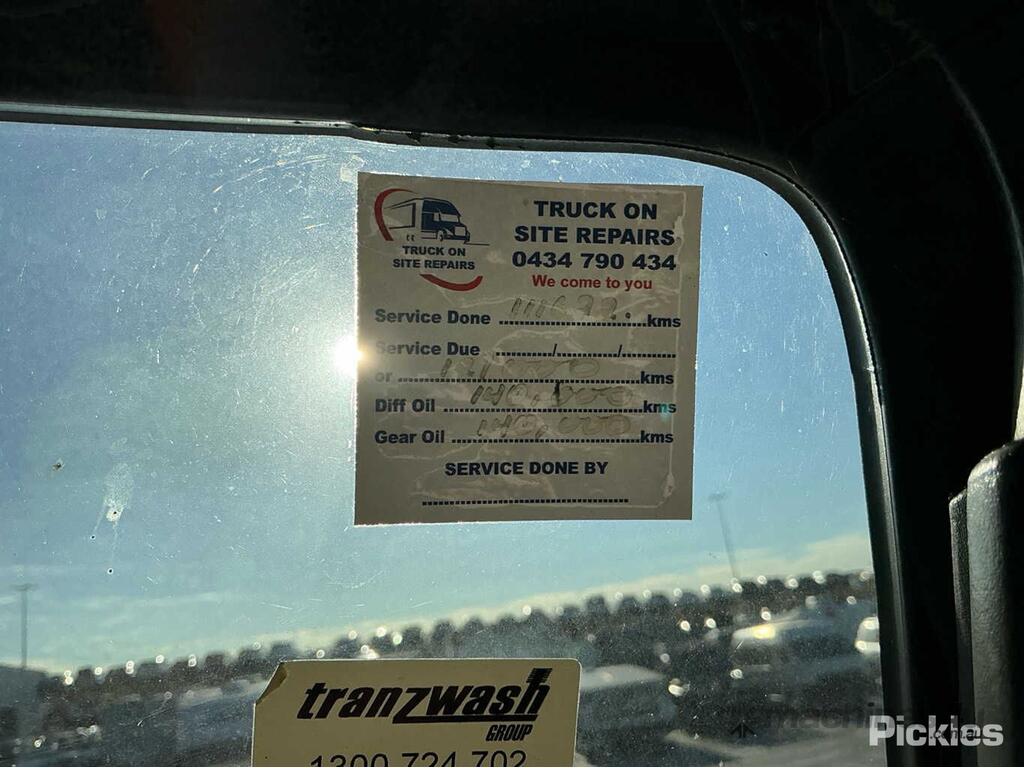 TRUCK ON
SITE REPAIRS
TRUCK ON
SITE REPAIRS
0434 790 434
We come to you
Service Done kms
Service Due / /
or kms
Diff Oil kms
Gear Oil kms
SERVICE DONE BY
tranzwash
GROUP
1300 724 702
Pickies